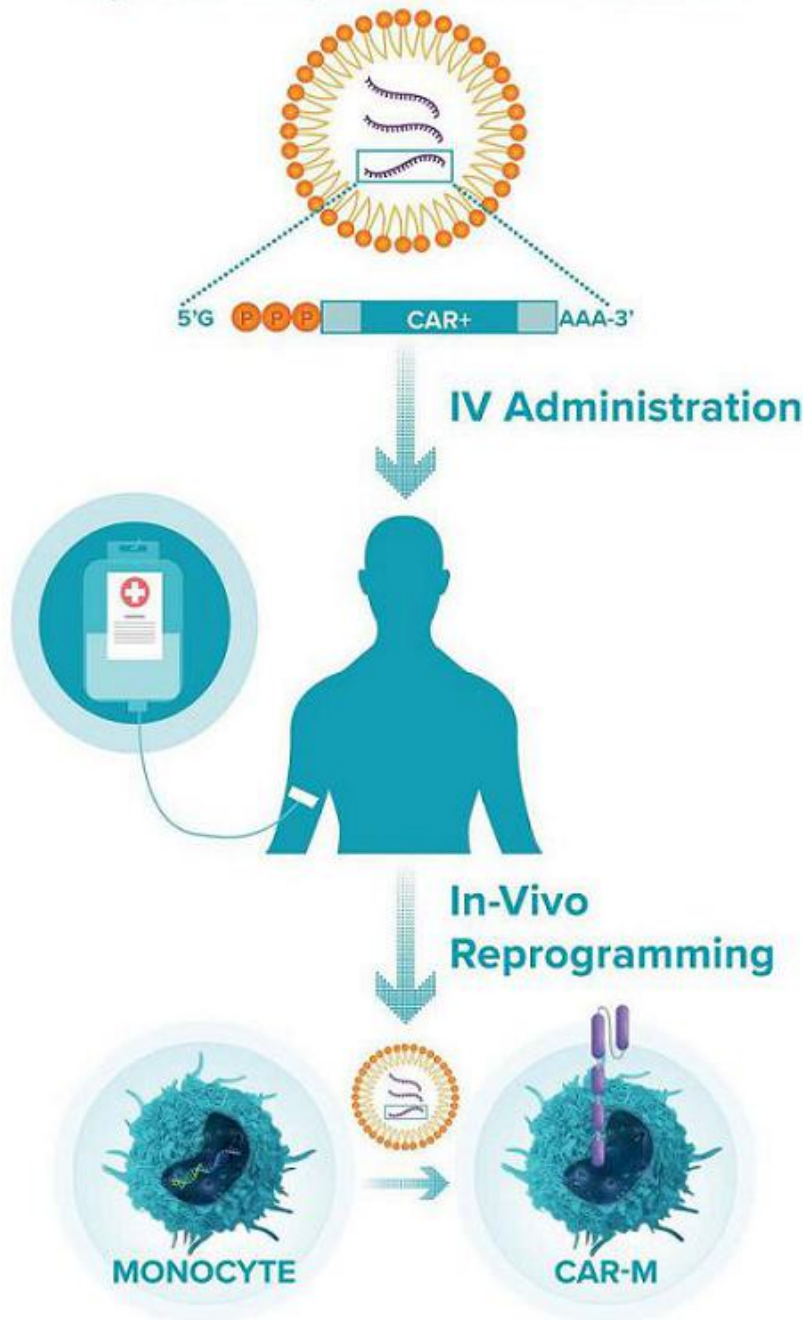 5'G P P P CAR+ AAA-3'
IV Administration
In-Vivo
Reprogramming
MONOCYTE
CAR-M